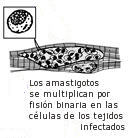 Los amastigotos
se multiplican por
fisión binaria en las
células de los tejidos
infectados